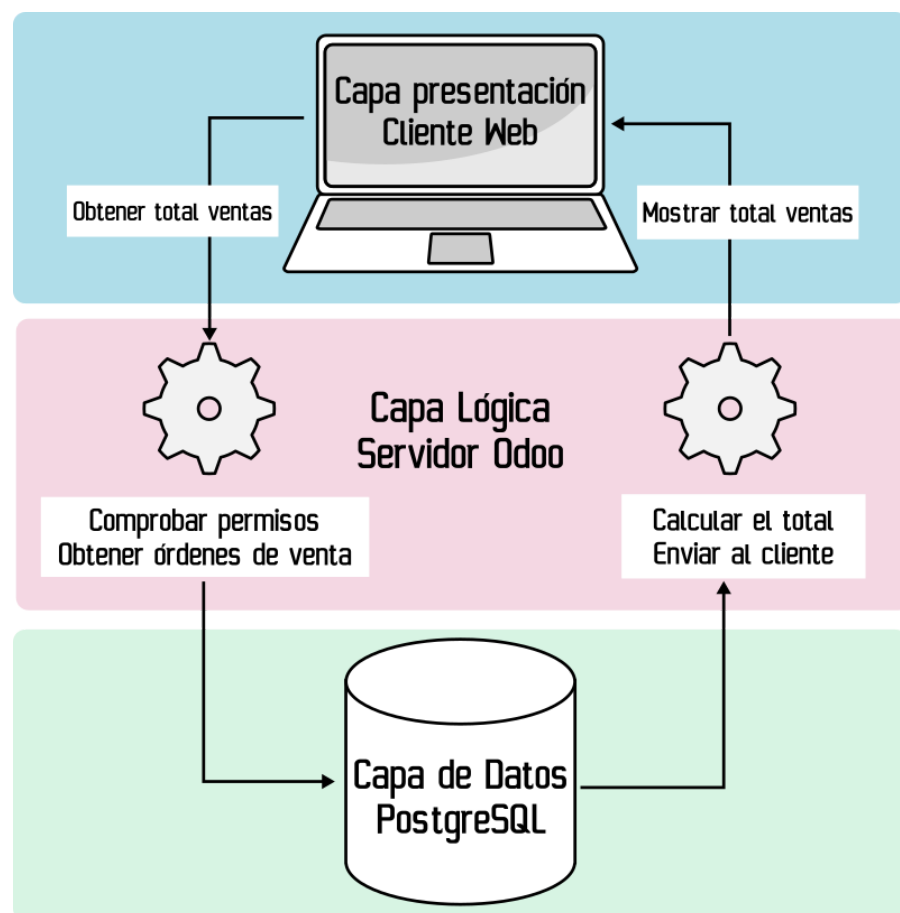 Capa presentación
Cliente Web
Obtener total ventas
Mostrar total ventas
Capa Lógica
Servidor Odoo
Comprobar permisos
Obtener órdenes de venta
Calcular el total
Enviar al cliente
Capa de Datos
PostgreSQL